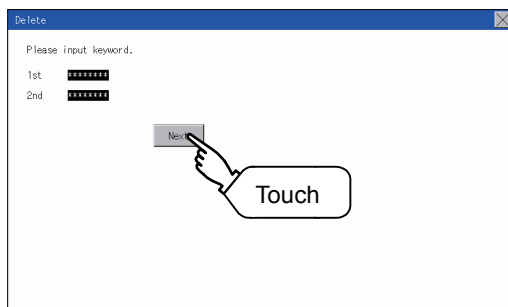 Delete
Please input keyword.
1st ********
2nd ********
Next
Touch